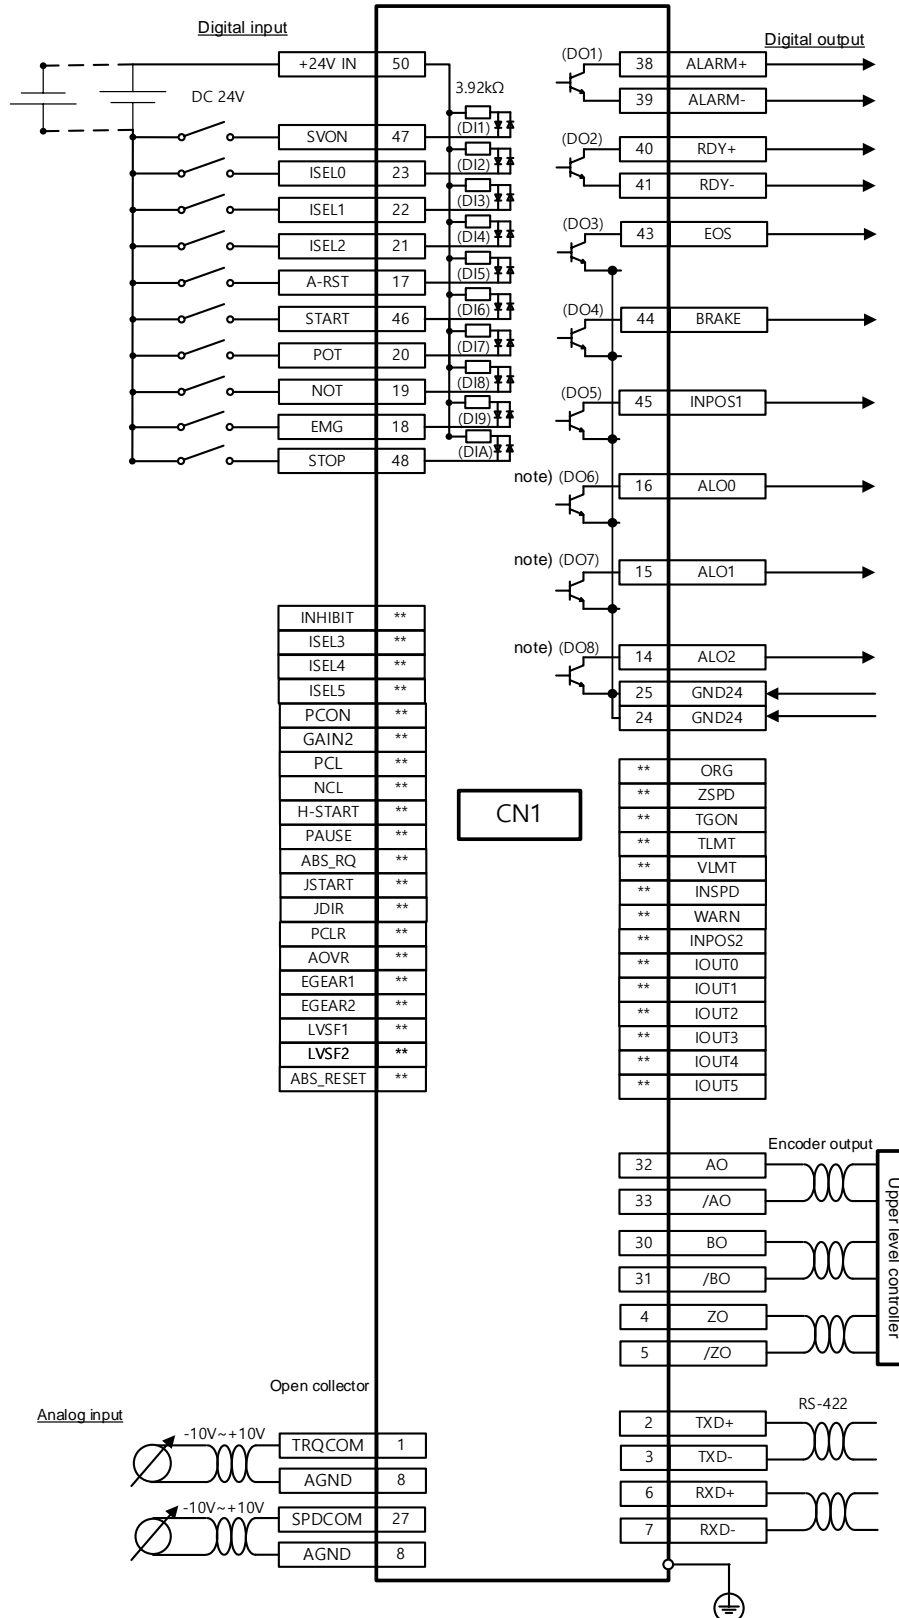 Digital input
+24V IN 50
DC 24V
3.92kΩ
SVON 47 (DI1)
ISEL0 23 (DI2)
ISEL1 22 (DI3)
ISEL2 21 (DI4)
A-RST 17 (DI5)
START 46 (DI6)
POT 20 (DI7)
NOT 19 (DI8)
EMG 18 (DI9)
STOP 48 (DIA)
INHIBIT **
ISEL3 **
ISEL4 **
ISEL5 **
PCON **
GAIN2 **
PCL **
NCL **
H-START **
PAUSE **
ABS_RQ **
JSTART **
JDIR **
PCLR **
AOVR **
EGEAR1 **
EGEAR2 **
LVSF1 **
LVSF2 **
ABS_RESET **
Open collector
Analog input
-10V~+10V
TRQCOM 1
AGND 8
-10V~+10V
SPDCOM 27
AGND 8
CN1
Digital output
(DO1) 38 ALARM+
39 ALARM-
(DO2) 40 RDY+
41 RDY-
(DO3) 43 EOS
(DO4) 44 BRAKE
(DO5) 45 INPOS1
note) (DO6) 16 ALO0
note) (DO7) 15 ALO1
note) (DO8) 14 ALO2
25 GND24
24 GND24
** ORG
** ZSPD
** TGON
** TLMT
** VLMT
** INSPD
** WARN
** INPOS2
** IOUT0
** IOUT1
** IOUT2
** IOUT3
** IOUT4
** IOUT5
Encoder output
32 AO
33 /AO
30 BO
31 /BO
4 ZO
5 /ZO
Upper level controller
RS-422
2 TXD+
3 TXD-
6 RXD+
7 RXD-